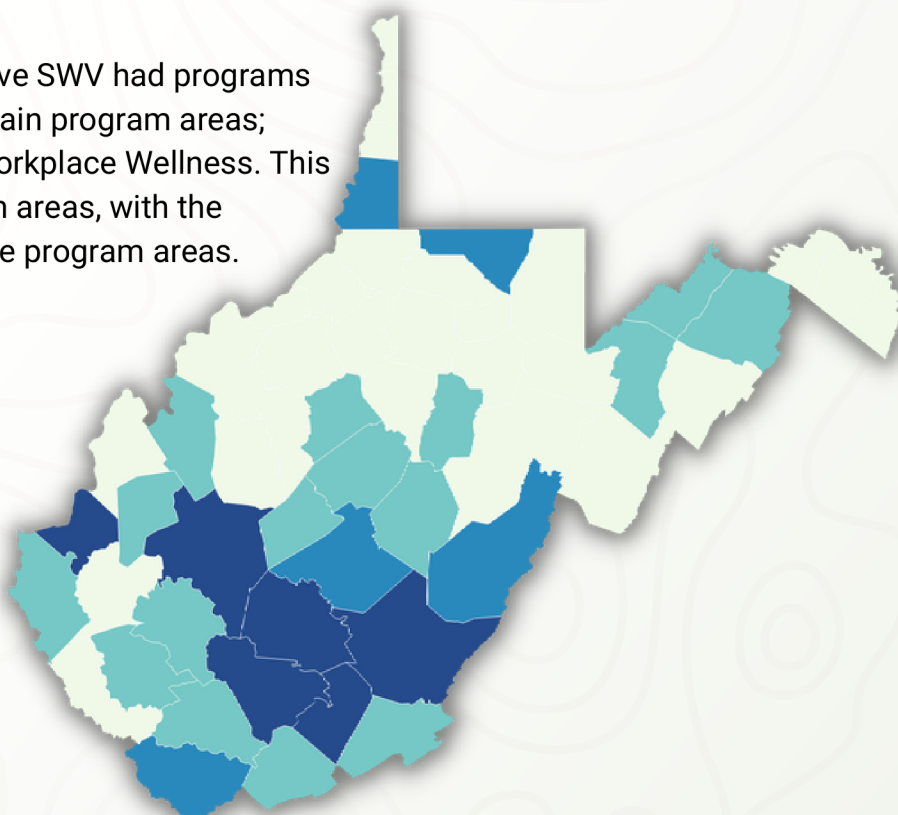 ve SWV had programs
ain program areas;
orkplace Wellness. This
n areas, with the
e program areas.